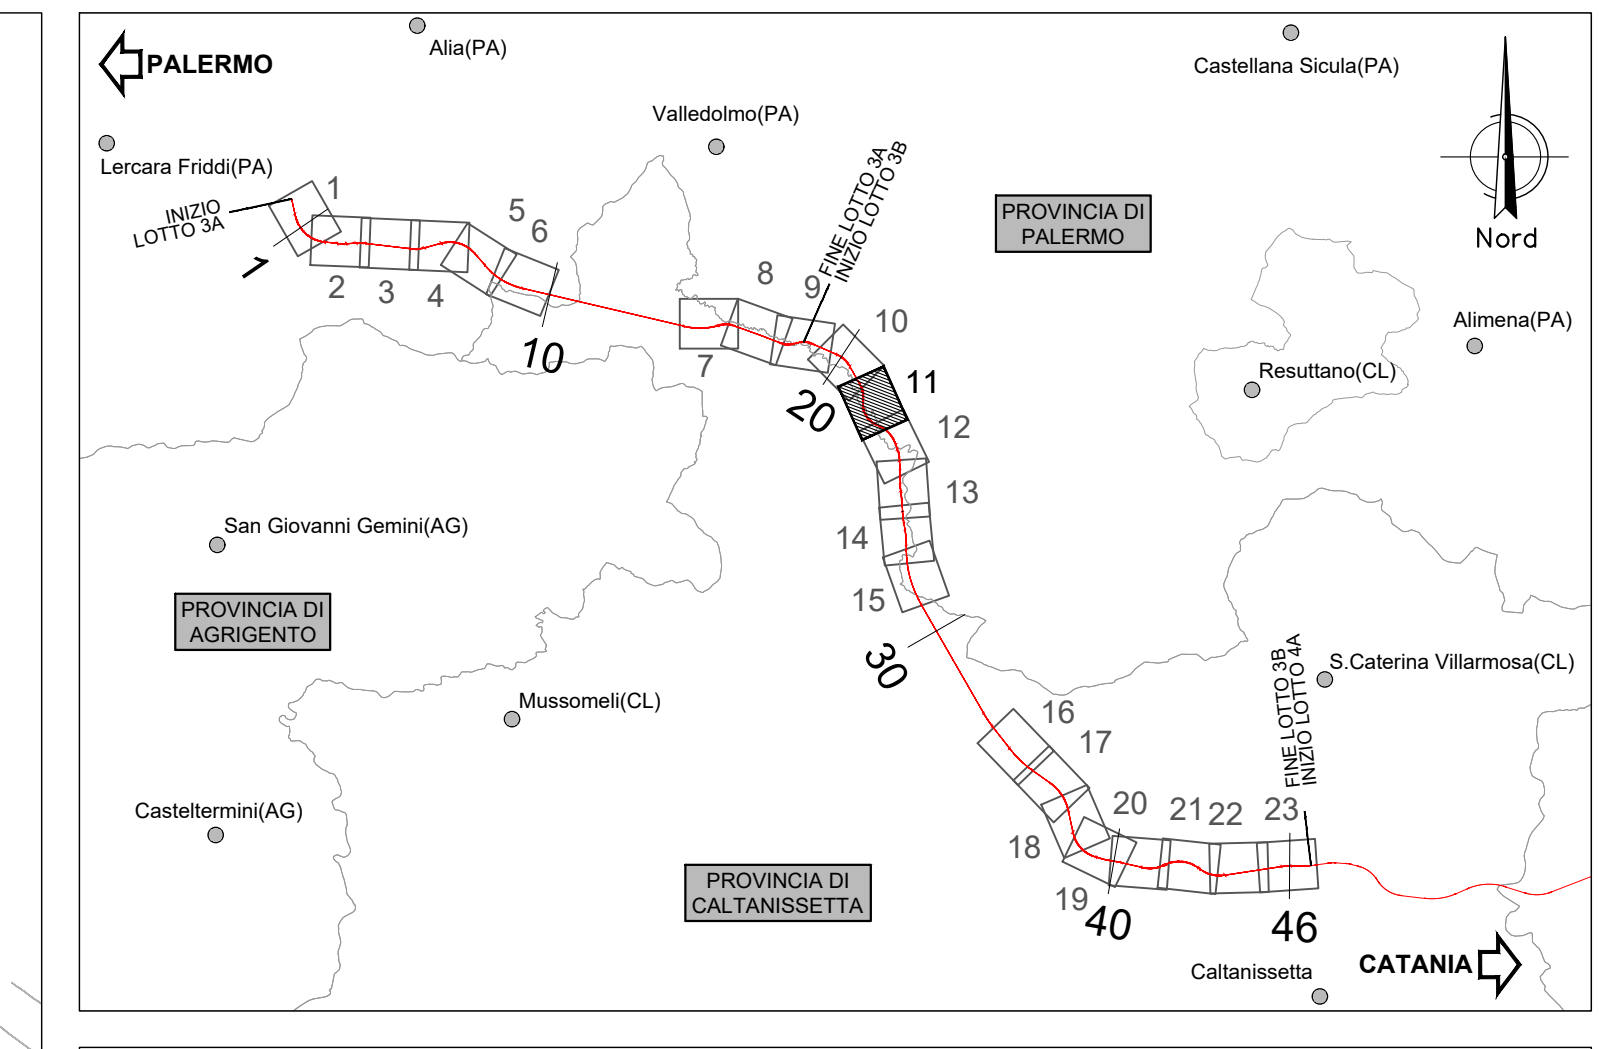 PALERMO
Alia(PA)
Castellana Sicula(PA)
Valledolmo(PA)
Lercara Friddi(PA)
INIZIO
LOTTO 3A
FINE LOTTO 3A
INIZIO LOTTO 3B
PROVINCIA DI
PALERMO
Nord
1
1
2
3
4
5
6
10
7
8
9
10
20
11
12
13
14
15
30
Alimena(PA)
Resuttano(CL)
San Giovanni Gemini(AG)
PROVINCIA DI
AGRIGENTO
Mussomeli(CL)
S.Caterina Villarmosa(CL)
FINE LOTTO 3B
INIZIO LOTTO 4A
16
17
18
19
20
21
22
23
40
46
Casteltermini(AG)
PROVINCIA DI
CALTANISSETTA
CATANIA
Caltanissetta